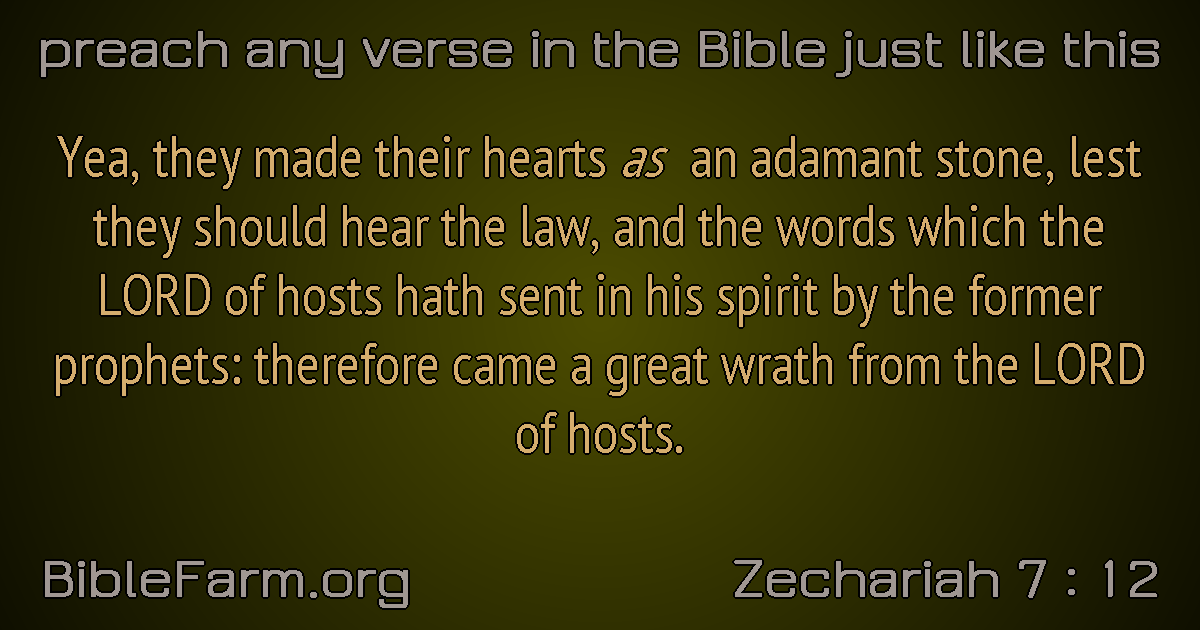 preach any verse in the Bible just like this
Yea, they made their hearts as an adamant stone, lest
they should hear the law, and the words which the
LORD of hosts hath sent in his spirit by the former
prophets: therefore came a great wrath from the LORD
of hosts.
BibleFarm.org
Zechariah 7 : 12